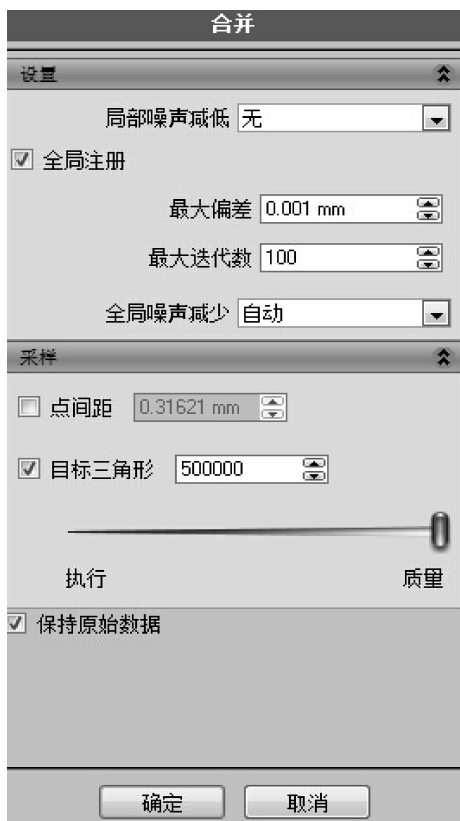 合并
设置
局部噪声减低 无
全局注册
最大偏差 0.001 mm
最大迭代数 100
全局噪声减少 自动
采样
点间距 0.31621 mm
目标三角形 500000
执行 质量
保持原始数据
确定 取消